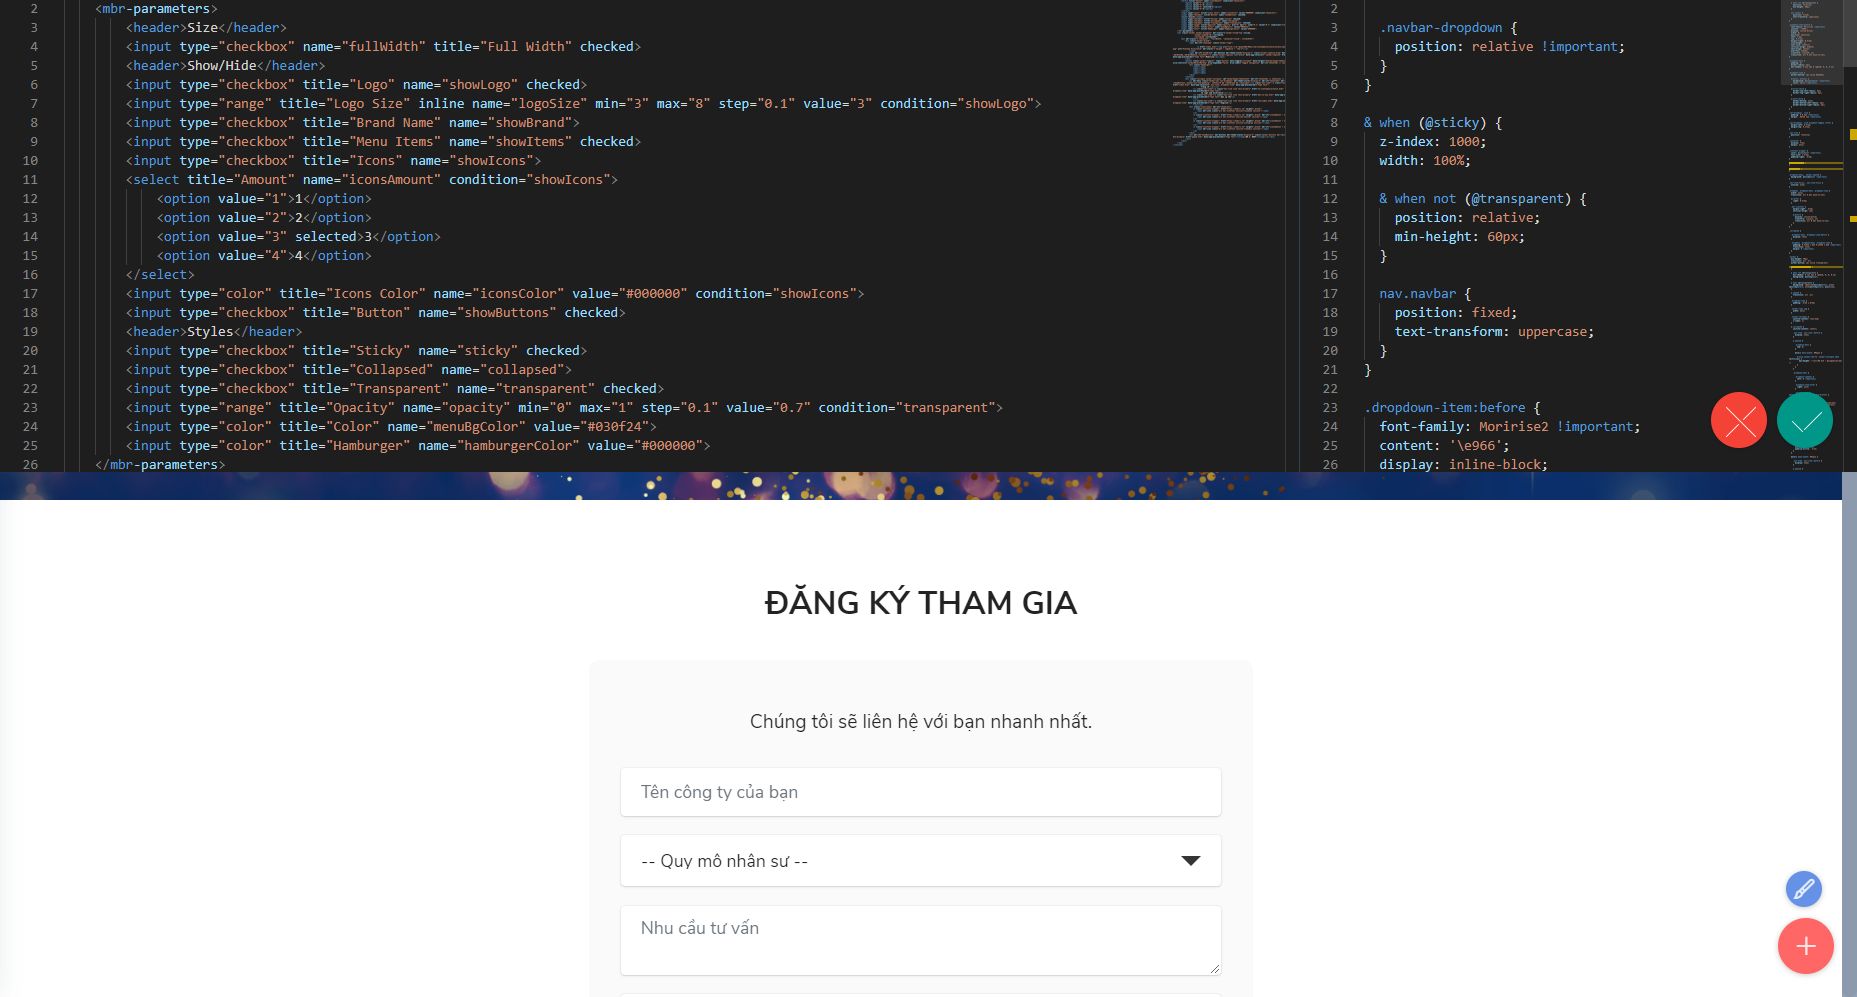 2 <mbr-parameters>
3 <header>Size</header>
4 <input type="checkbox" name="fullWidth" title="Full Width" checked>
5 <header>Show/Hide</header>
6 <input type="checkbox" title="Logo" name="showLogo" checked>
7 <input type="range" title="Logo Size" inline name="logoSize" min="3" max="8" step="0.1" value="3" condition="showLogo">
8 <input type="checkbox" title="Brand Name" name="showBrand">
9 <input type="checkbox" title="Menu Items" name="showItems" checked>
10 <input type="checkbox" title="Icons" name="showIcons">
11 <select title="Amount" name="iconsAmount" condition="showIcons">
12 <option value="1">1</option>
13 <option value="2">2</option>
14 <option value="3" selected>3</option>
15 <option value="4">4</option>
16 </select>
17 <input type="color" title="Icons Color" name="iconsColor" value="#000000" condition="showIcons">
18 <input type="checkbox" title="Button" name="showButtons" checked>
19 <header>Styles</header>
20 <input type="checkbox" title="Sticky" name="sticky" checked>
21 <input type="checkbox" title="Collapsed" name="collapsed">
22 <input type="checkbox" title="Transparent" name="transparent" checked>
23 <input type="range" title="Opacity" name="opacity" min="0" max="1" step="0.1" value="0.7" condition="transparent">
24 <input type="color" title="Color" name="menuBgColor" value="#030f24">
25 <input type="color" title="Hamburger" name="hamburgerColor" value="#000000">
26 </mbr-parameters>
2
3 .navbar-dropdown {
4 position: relative !important;
5 }
6 }
7
8 & when (@sticky) {
9 z-index: 1000;
10 width: 100%;
11
12 & when not (@transparent) {
13 position: relative;
14 min-height: 60px;
15 }
16
17 nav.navbar {
18 position: fixed;
19 text-transform: uppercase;
20 }
21 }
22
23 .dropdown-item:before {
24 font-family: Moririse2 !important;
25 content: '\e966';
26 display: inline-block;
ĐĂNG KÝ THAM GIA
Chúng tôi sẽ liên hệ với bạn nhanh nhất.
Tên công ty của bạn
-- Quy mô nhân sự --
Nhu cầu tư vấn